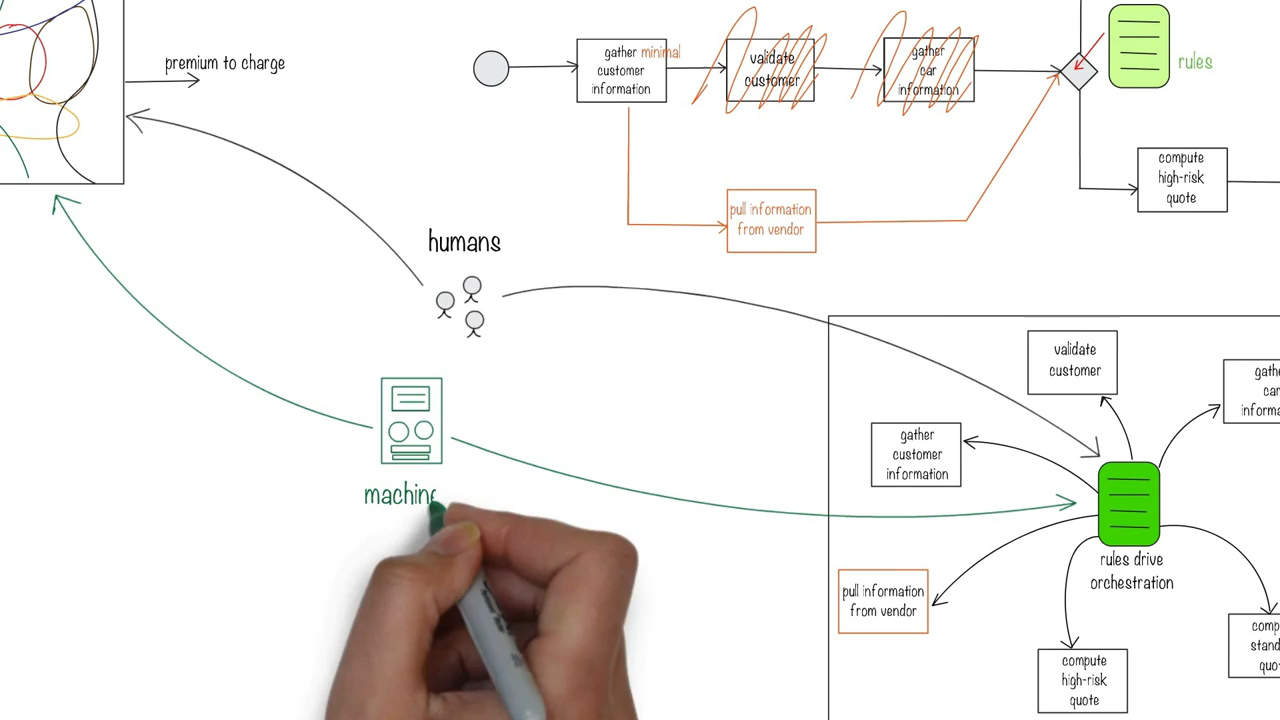 premium to charge
gather minimal
customer
information
validate
customer
gather
car
information
rules
compute
high-risk
quote
pull information
from vendor
humans
validate
customer
gather
customer
information
rules drive
orchestration
pull information
from vendor
compute
high-risk
quote